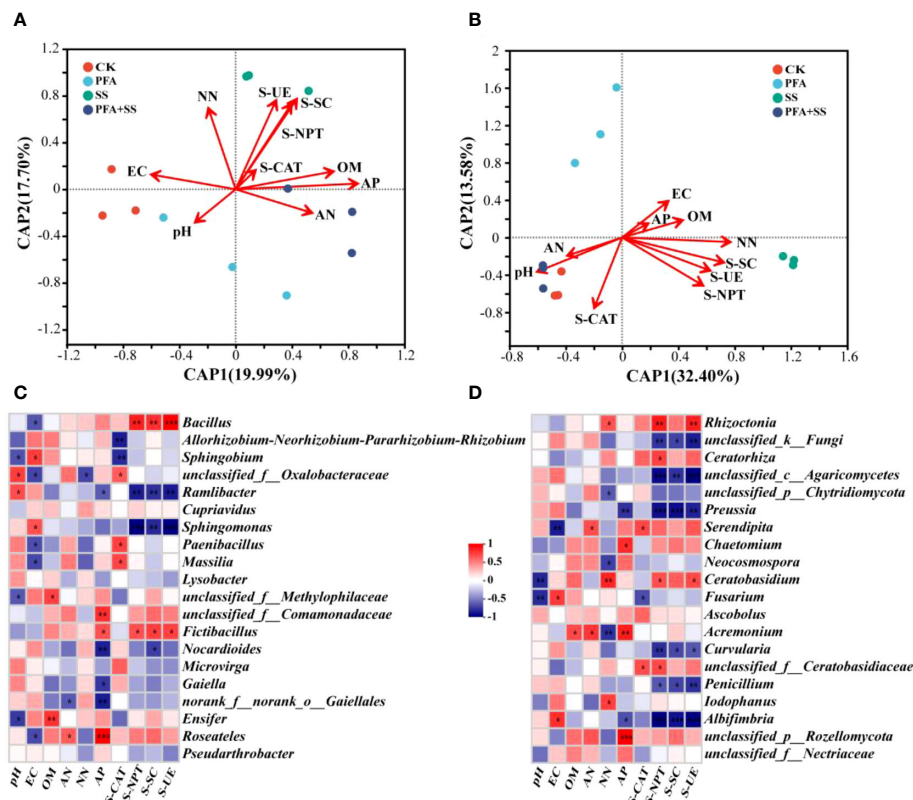 A
B
CK
PFA
SS
PFA+SS
CAP2(17.70%)
1.2
0.8
0.4
0
-0.4
-0.8
-1.2
-1.2
-0.8
-0.4
0
0.4
0.8
1.2
CAP1(19.99%)
NN
S-UE
S-SC
S-NPT
S-CAT
OM
AP
AN
EC
pH
CK
PFA
SS
PFA+SS
CAP2(13.58%)
2
1.6
1.2
0.8
0.4
0
-0.4
-0.8
-0.8
-0.4
0
0.4
0.8
1.2
1.6
CAP1(32.40%)
EC
AP
OM
NN
AN
S-SC
S-UE
S-NPT
pH
S-CAT
C
D
Bacillus
Allorhizobium-Neorhizobium-Pararhizobium-Rhizobium
Sphingobium
unclassified_f__Oxalobacteraceae
Ramlibacter
Cupriavidus
Sphingomonas
Paenibacillus
Massilia
Lysobacter
unclassified_f__Methylophilaceae
unclassified_f__Comamonadaceae
Fictibacillus
Nocardioides
Microvirga
Gaiella
norank_f__norank_o__Gaiellales
Ensifer
Roseateles
Pseudarthrobacter
pH
EC
OM
AN
NN
AP
S-CAT
S-NPT
S-SC
S-UE
1
0.5
0
-0.5
-1
Rhizoctonia
unclassified_k__Fungi
Ceratorhiza
unclassified_c__Agaricomycetes
unclassified_p__Chytridiomycota
Preussia
Serendipita
Chaetomium
Neocosmospora
Ceratobasidium
Fusarium
Ascobolus
Acremonium
Curvularia
unclassified_f__Ceratobasidiaceae
Penicillium
Iodophanus
Albifimbria
unclassified_p__Rozellomycota
unclassified_f__Nectriaceae
pH
EC
OM
AN
NN
AP
S-CAT
S-NPT
S-SC
S-UE